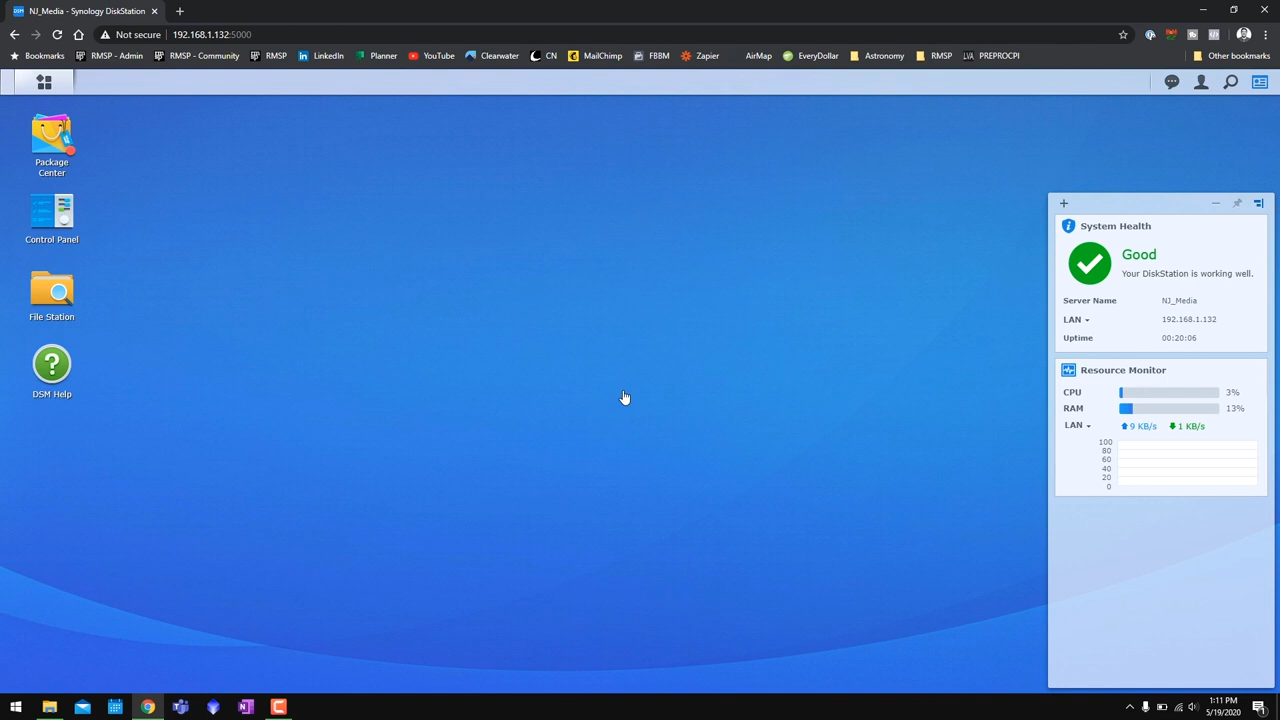 NJ_Media - Synology DiskStation
Not secure 192.168.1.132:5000
Bookmarks RMSP - Admin RMSP - Community RMSP LinkedIn Planner YouTube Clearwater CN MailChimp FBBM Zapier AirMap EveryDollar Astronomy RMSP LVA PREPROCPI Other bookmarks
Package
Center
Control Panel
File Station
DSM Help
System Health
Good
Your DiskStation is working well.
Server Name NJ_Media
LAN 192.168.1.132
Uptime 00:20:06
Resource Monitor
CPU 3%
RAM 13%
LAN 9 KB/s 1 KB/s
100
80
60
40
20
0
1:11 PM
5/19/2020